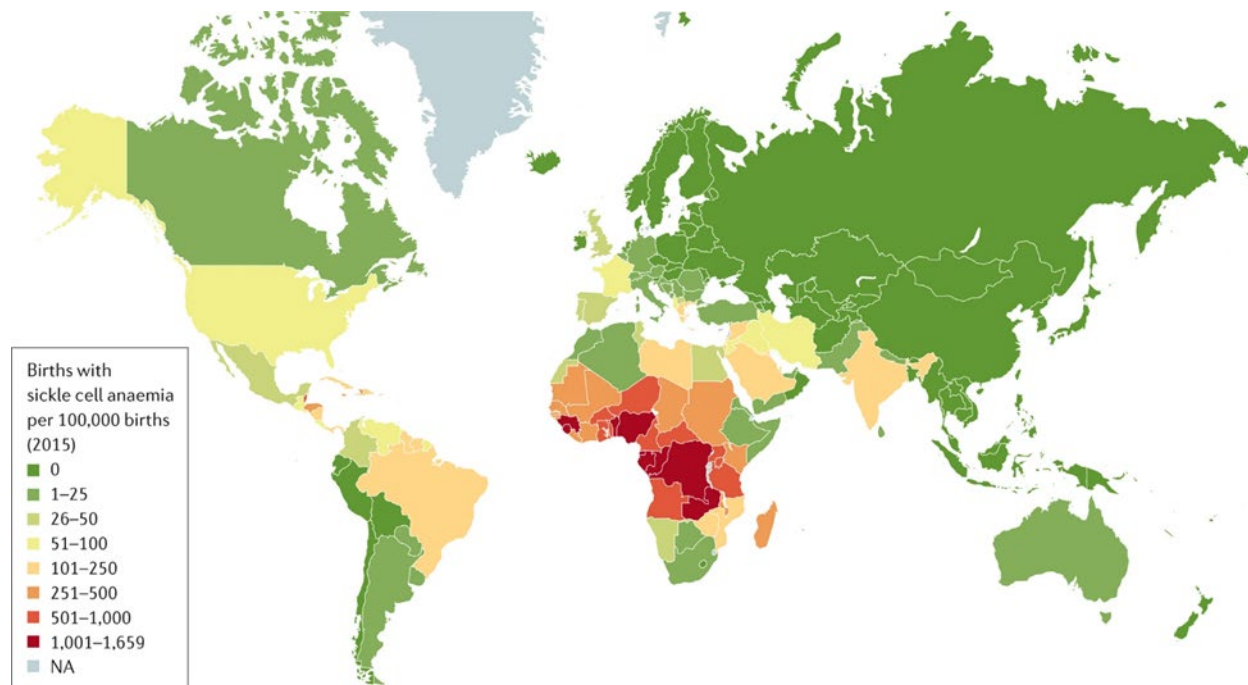 Births with
sickle cell anaemia
per 100,000 births
(2015)
0
1–25
26–50
51–100
101–250
251–500
501–1,000
1,001–1,659
NA